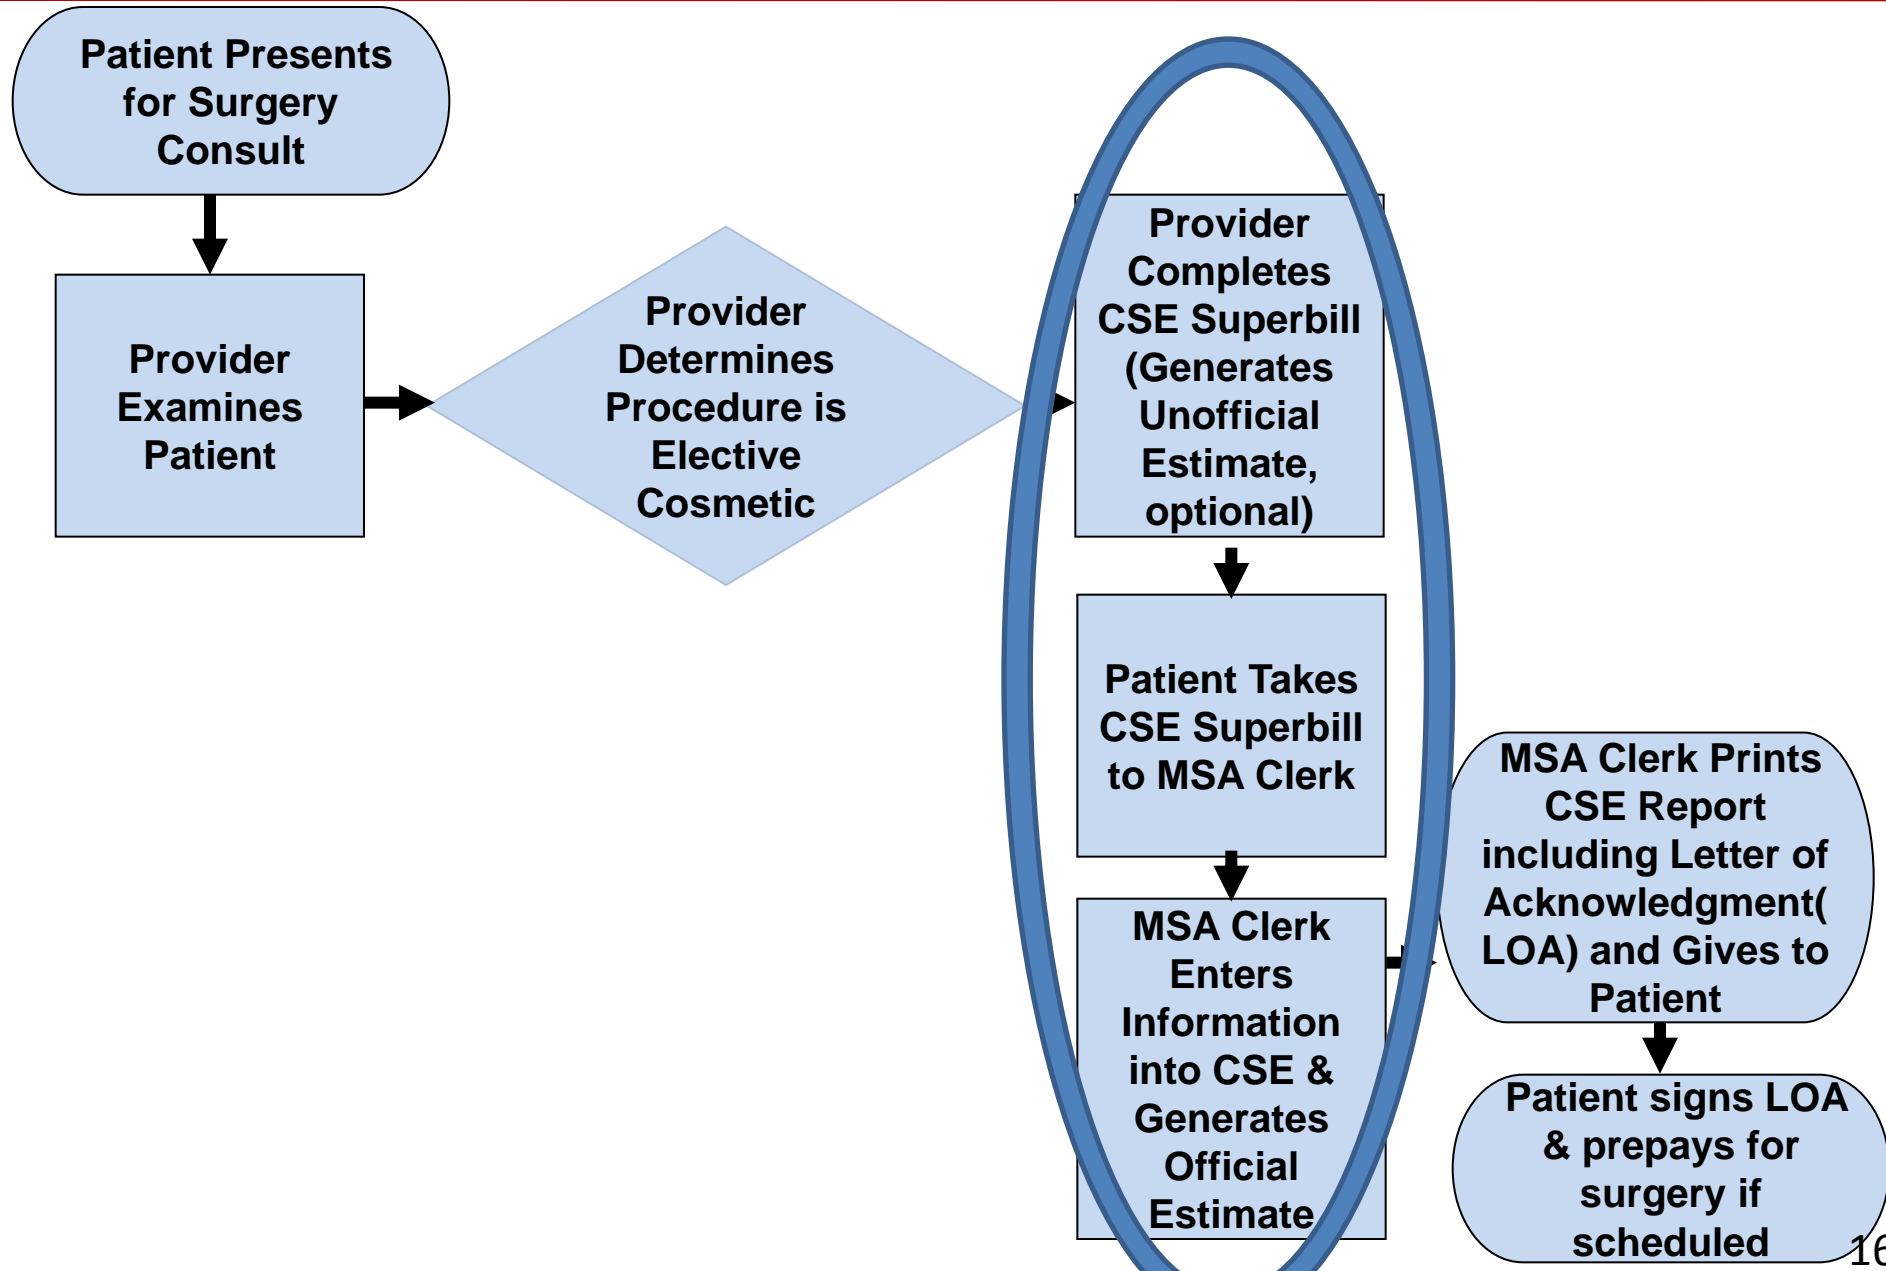 Patient Presents
for Surgery
Consult
Provider
Examines
Patient
Provider
Determines
Procedure is
Elective
Cosmetic
Provider
Completes
CSE Superbill
(Generates
Unofficial
Estimate,
optional)
Patient Takes
CSE Superbill
to MSA Clerk
MSA Clerk
Enters
Information
into CSE &
Generates
Official
Estimate
MSA Clerk Prints
CSE Report
including Letter of
Acknowledgment(
LOA) and Gives to
Patient
Patient signs LOA
& prepays for
surgery if
scheduled
16